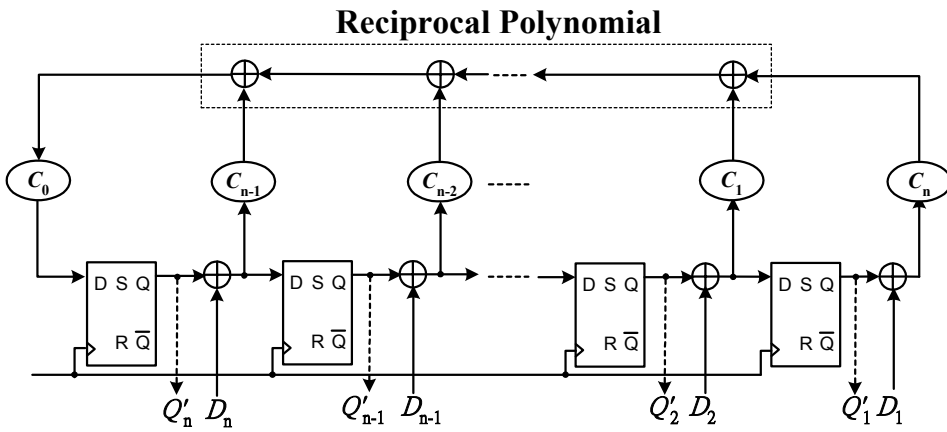 Reciprocal Polynomial
C0 Cn-1 Cn-2 C1 Cn
D S Q D S Q D S Q D S Q
R Q̅ R Q̅ R Q̅ R Q̅
Q′n Dn Q′n-1 Dn-1 Q′2 D2 Q′1 D1